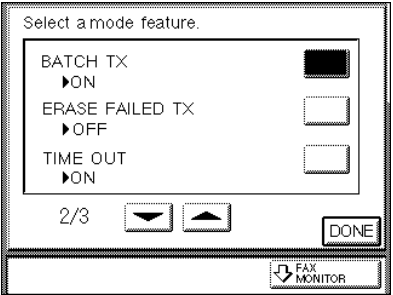 Select a mode feature.
BATCH TX
▶ON
ERASE FAILED TX
▶OFF
TIME OUT
▶ON
2/3
DONE
FAX
MONITOR